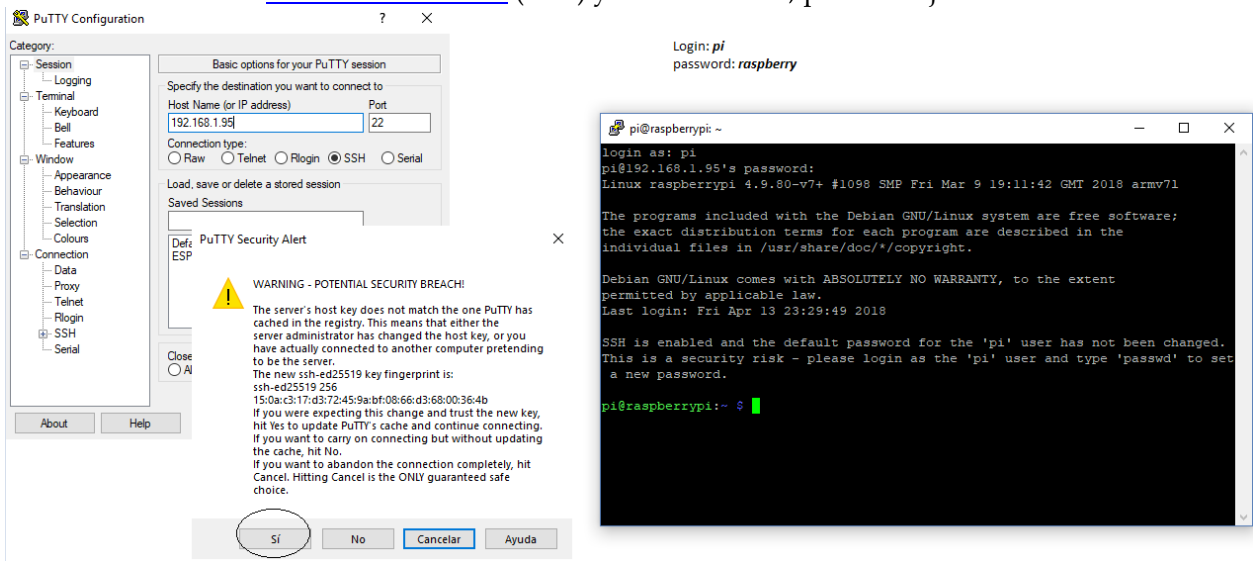 PuTTY Configuration
Category:
Session
Logging
Terminal
Keyboard
Bell
Features
Window
Appearance
Behaviour
Translation
Selection
Colours
Connection
Data
Proxy
Telnet
Rlogin
SSH
Serial
Basic options for your PuTTY session
Specify the destination you want to connect to
Host Name (or IP address) Port
192.168.1.95 22
Connection type:
Raw Telnet Rlogin SSH Serial
Load, save or delete a stored session
Saved Sessions
Defa
ESP
Close
About Help
PuTTY Security Alert
WARNING - POTENTIAL SECURITY BREACH!
The server's host key does not match the one PuTTY has
cached in the registry. This means that either the
server administrator has changed the host key, or you
have actually connected to another computer pretending
to be the server.
The new ssh-ed25519 key fingerprint is:
ssh-ed25519 256
15:0a:c3:17:d3:72:45:9a:bf:08:66:d3:68:00:36:4b
If you were expecting this change and trust the new key,
hit Yes to update PuTTY's cache and continue connecting.
If you want to carry on connecting but without updating
the cache, hit No.
If you want to abandon the connection completely, hit
Cancel. Hitting Cancel is the ONLY guaranteed safe
choice.
Sí No Cancelar Ayuda
Login: pi
password: raspberry
pi@raspberrypi: ~
login as: pi
pi@192.168.1.95's password:
Linux raspberrypi 4.9.80-v7+ #1098 SMP Fri Mar 9 19:11:42 GMT 2018 armv7l
The programs included with the Debian GNU/Linux system are free software;
the exact distribution terms for each program are described in the
individual files in /usr/share/doc/*/copyright.
Debian GNU/Linux comes with ABSOLUTELY NO WARRANTY, to the extent
permitted by applicable law.
Last login: Fri Apr 13 23:29:49 2018
SSH is enabled and the default password for the 'pi' user has not been changed.
This is a security risk - please login as the 'pi' user and type 'passwd' to set
a new password.
pi@raspberrypi:~ $